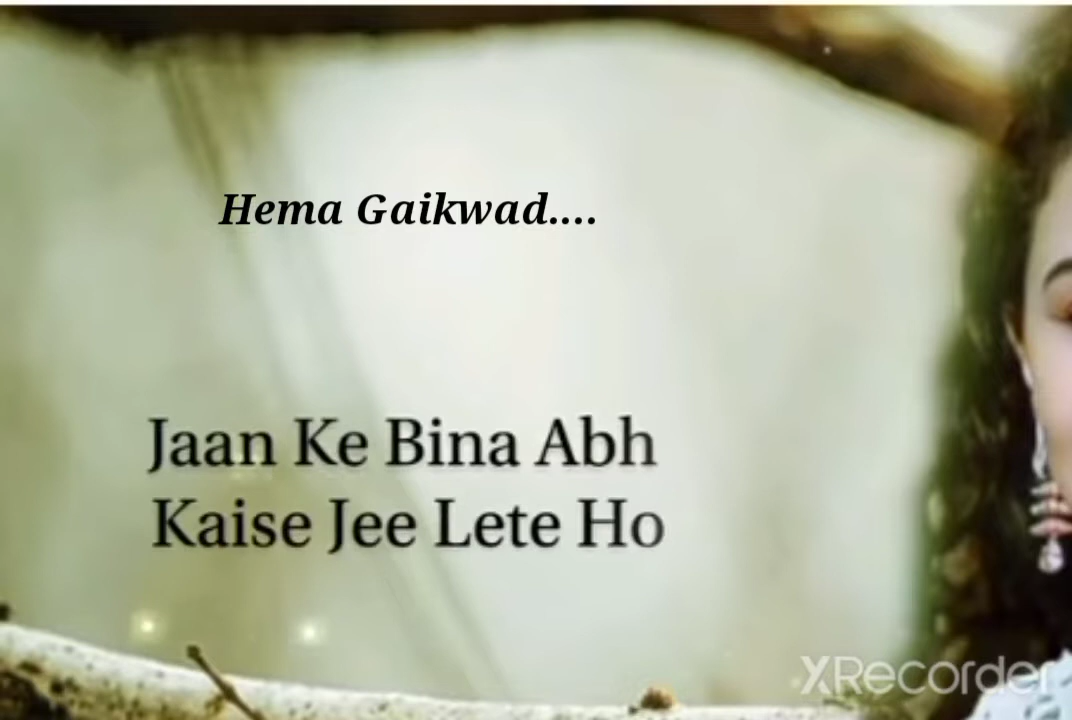 Hema Gaikwad....
Jaan Ke Bina Abh
Kaise Jee Lete Ho
XRecorder